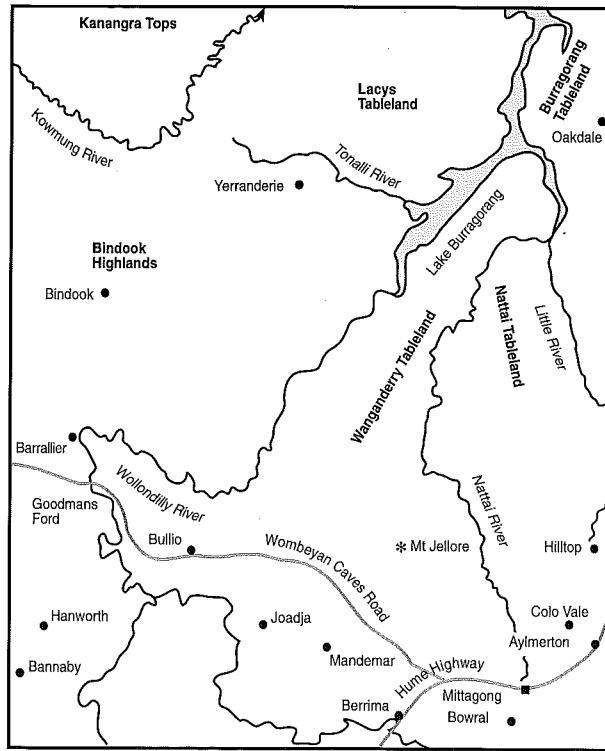 Kanangra Tops
Kowmung River
Lacys
Tableland
Burragorang
Tableland
Oakdale
Tonalli River
Yerranderie
Lake Burragorang
Bindook
Highlands
Bindook
Wanganderry Tableland
Nattai Tableland
Little River
Barrallier
Wollondilly River
Goodmans
Ford
Bullio
Wombeyan Caves Road
Mt Jellore
Nattai River
Hilltop
Hanworth
Joadja
Colo Vale
Bannaby
Mandemar
Aylmerton
Hume Highway
Mittagong
Berrima
Bowral